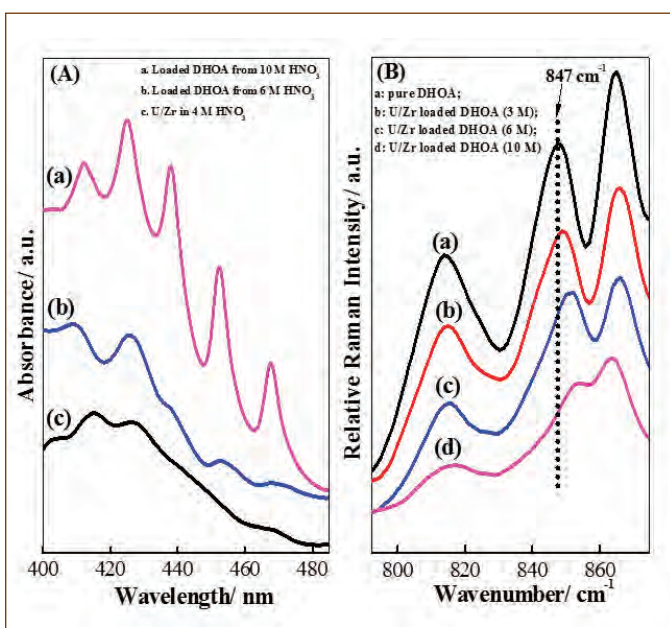 (A)
a. Loaded DHOA from 10 M HNO3
b. Loaded DHOA from 6 M HNO3
c. U/Zr in 4 M HNO3
(a)
(b)
(c)
Absorbance/ a.u.
400 420 440 460 480
Wavelength/ nm
(B)
847 cm-1
a: pure DHOA;
b: U/Zr loaded DHOA (3 M);
c: U/Zr loaded DHOA (6 M);
d: U/Zr loaded DHOA (10 M)
(a)
(b)
(c)
(d)
Relative Raman Intensity/ a.u.
800 820 840 860
Wavenumber/ cm-1